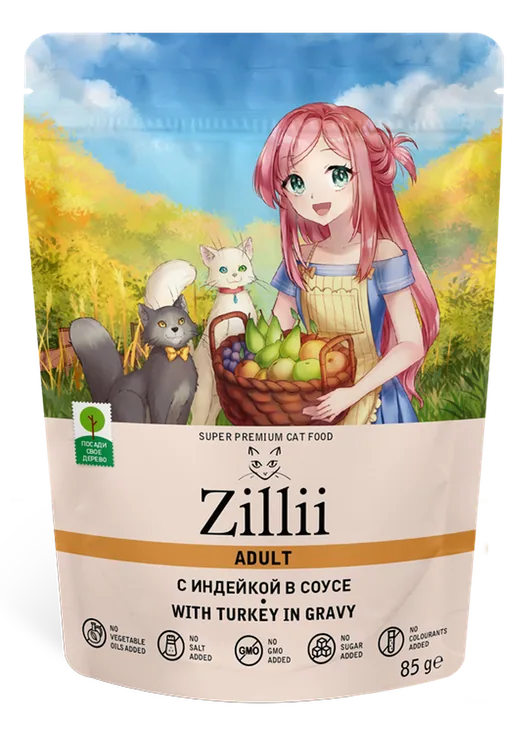 ПОСАДИ
СВОЕ
ДЕРЕВО
SUPER PREMIUM CAT FOOD
Zillii
ADULT
С ИНДЕЙКОЙ В СОУСЕ
•
WITH TURKEY IN GRAVY
NO
VEGETABLE
OILS ADDED
NO
SALT
ADDED
GMO
NO
GMO
ADDED
NO
SUGAR
ADDED
NO
COLOURANTS
ADDED
85 g℮